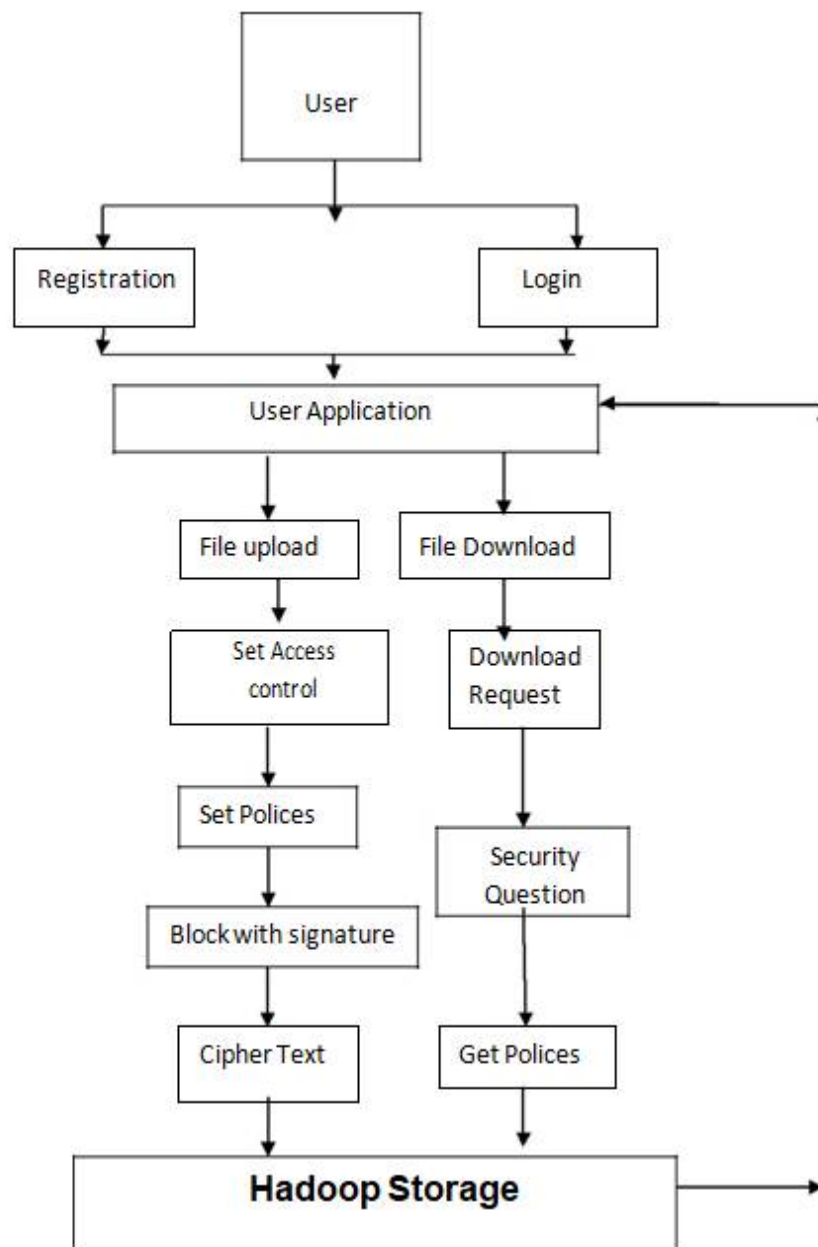 User
Registration
Login
User Application
File upload
File Download
Set Access
control
Download
Request
Set Polices
Security
Question
Block with signature
Cipher Text
Get Polices
Hadoop Storage